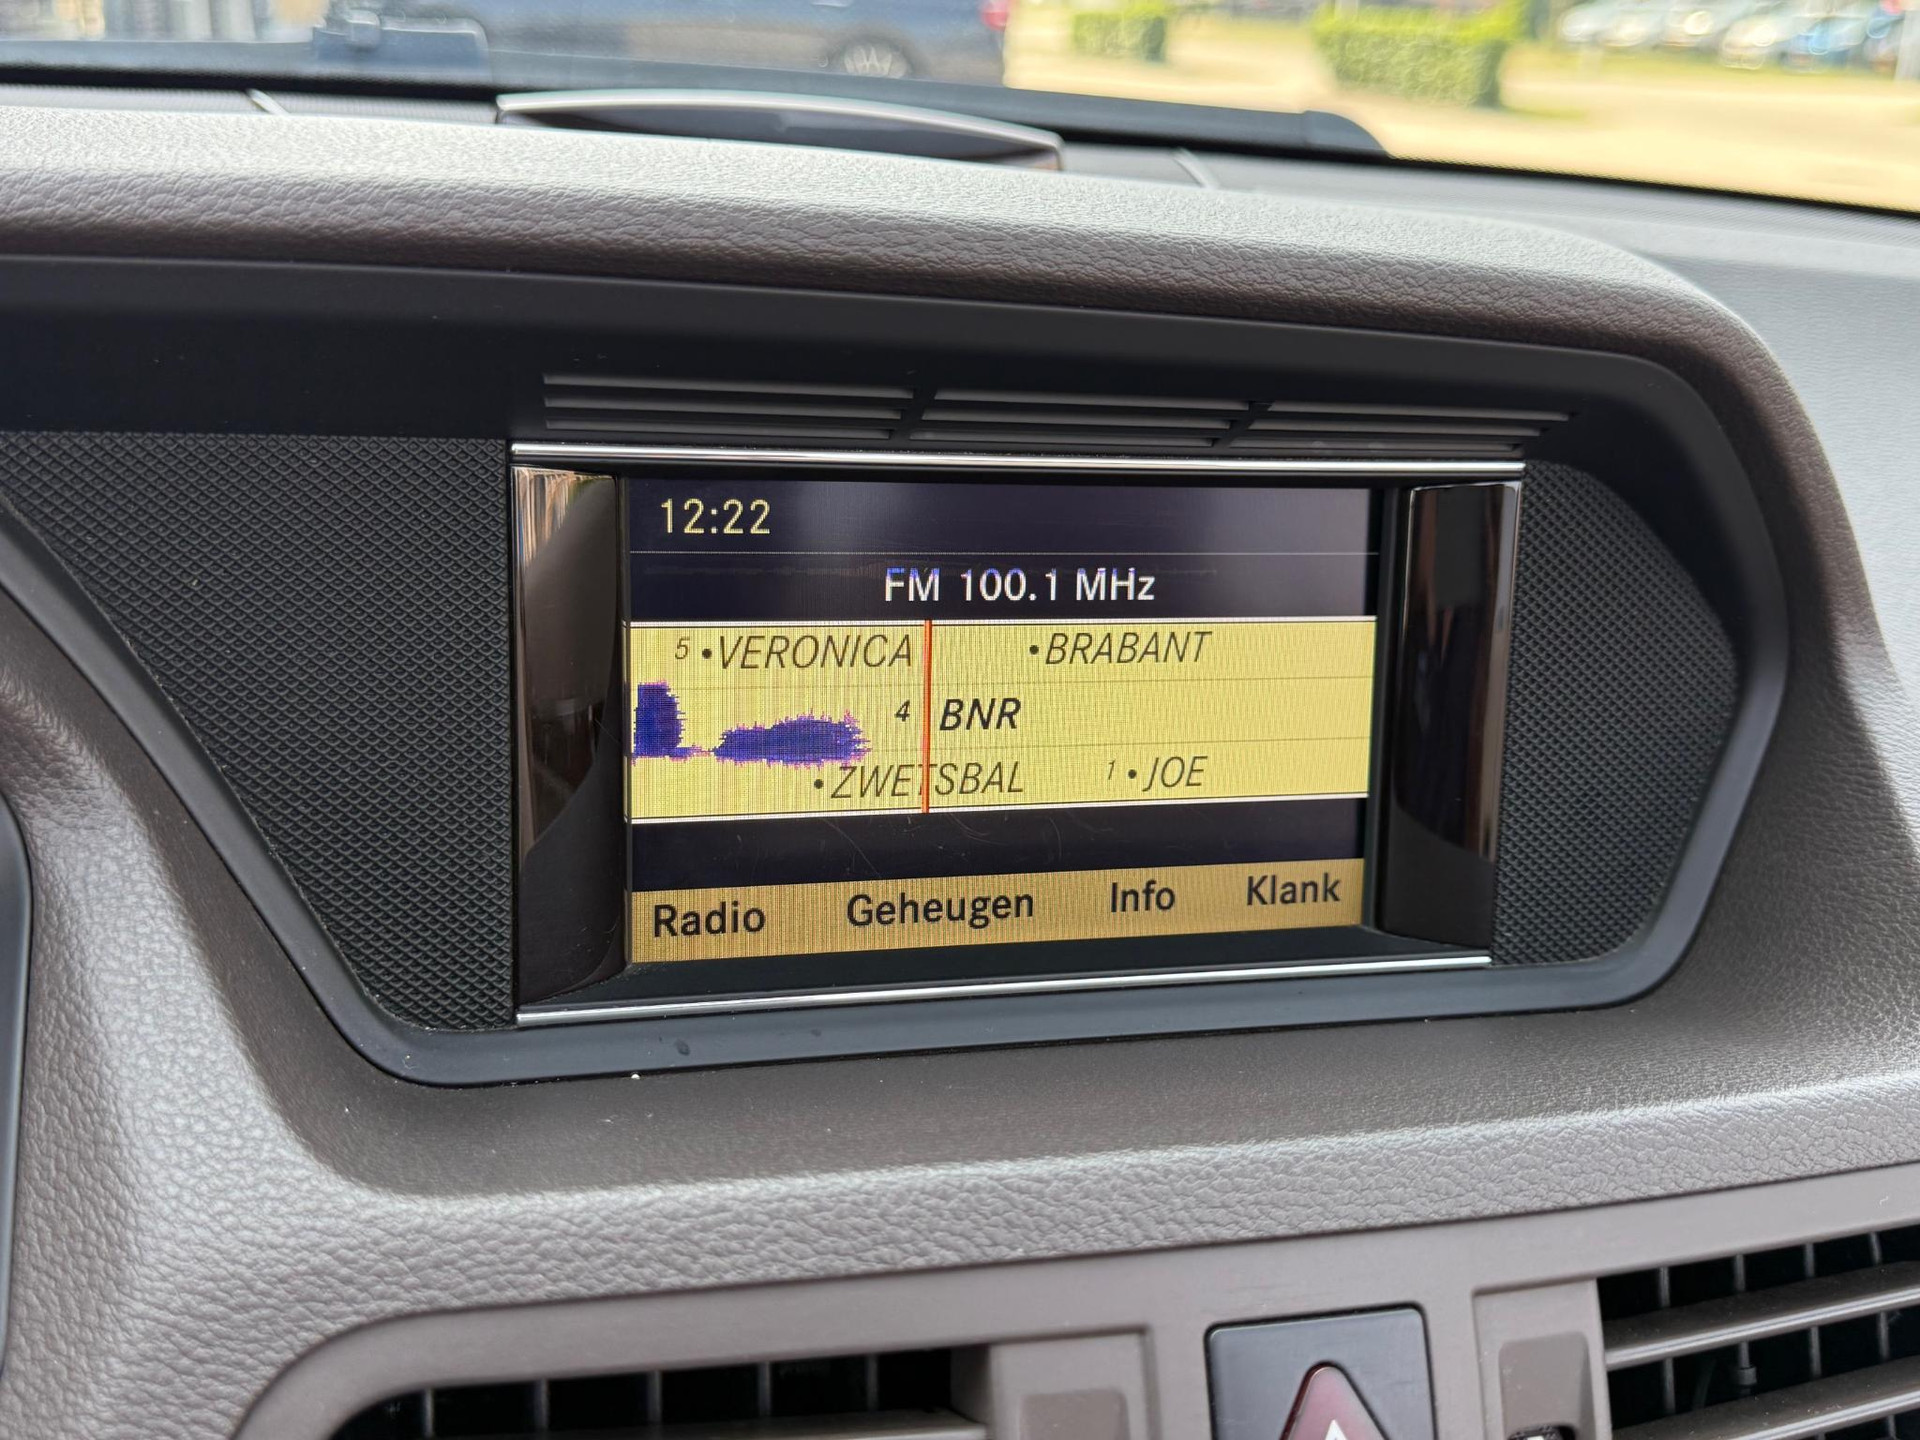 12:22
FM 100.1 MHz
5 •VERONICA •BRABANT
4 BNR
•ZWETSBAL 1 •JOE
Radio Geheugen Info Klank